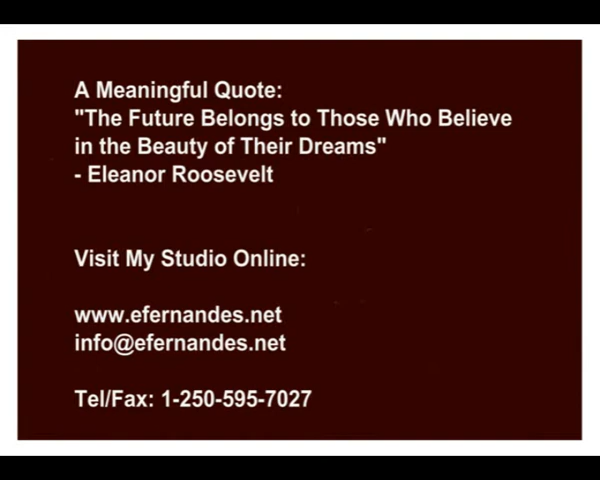 A Meaningful Quote:
"The Future Belongs to Those Who Believe
in the Beauty of Their Dreams"
- Eleanor Roosevelt
Visit My Studio Online:
www.efernandes.net
info@efernandes.net
Tel/Fax: 1-250-595-7027